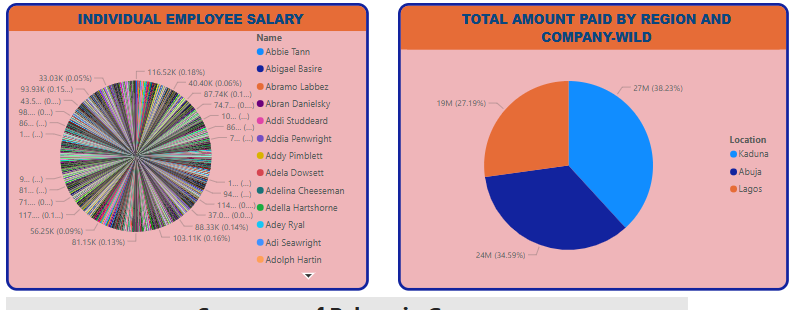 INDIVIDUAL EMPLOYEE SALARY
Name
Abbie Tann
Abigael Basire
Abramo Labbez
Abran Danielsky
Addi Studdeard
Addia Penwright
Addy Pimblett
Adela Dowsett
Adelina Cheeseman
Adella Hartshorne
Adey Ryal
Adi Seawright
Adolph Hartin
116.52K (0.18%)
40.40K (0.06%)
87.74K (0.1...)
74.7... (0....)
10... (...)
86... (...)
7... (...)
1... (...)
94... (...)
114... (0....)
37.0... (0.0...)
88.33K (0.14%)
103.11K (0.16%)
81.15K (0.13%)
56.25K (0.09%)
117.... (0.1...)
71.... (0...)
81... (...)
9... (...)
1... (...)
86... (...)
98.... (0...)
43.5... (0...)
93.93K (0.15...)
33.03K (0.05%)
TOTAL AMOUNT PAID BY REGION AND
COMPANY-WILD
27M (38.23%)
19M (27.19%)
24M (34.59%)
Location
Kaduna
Abuja
Lagos